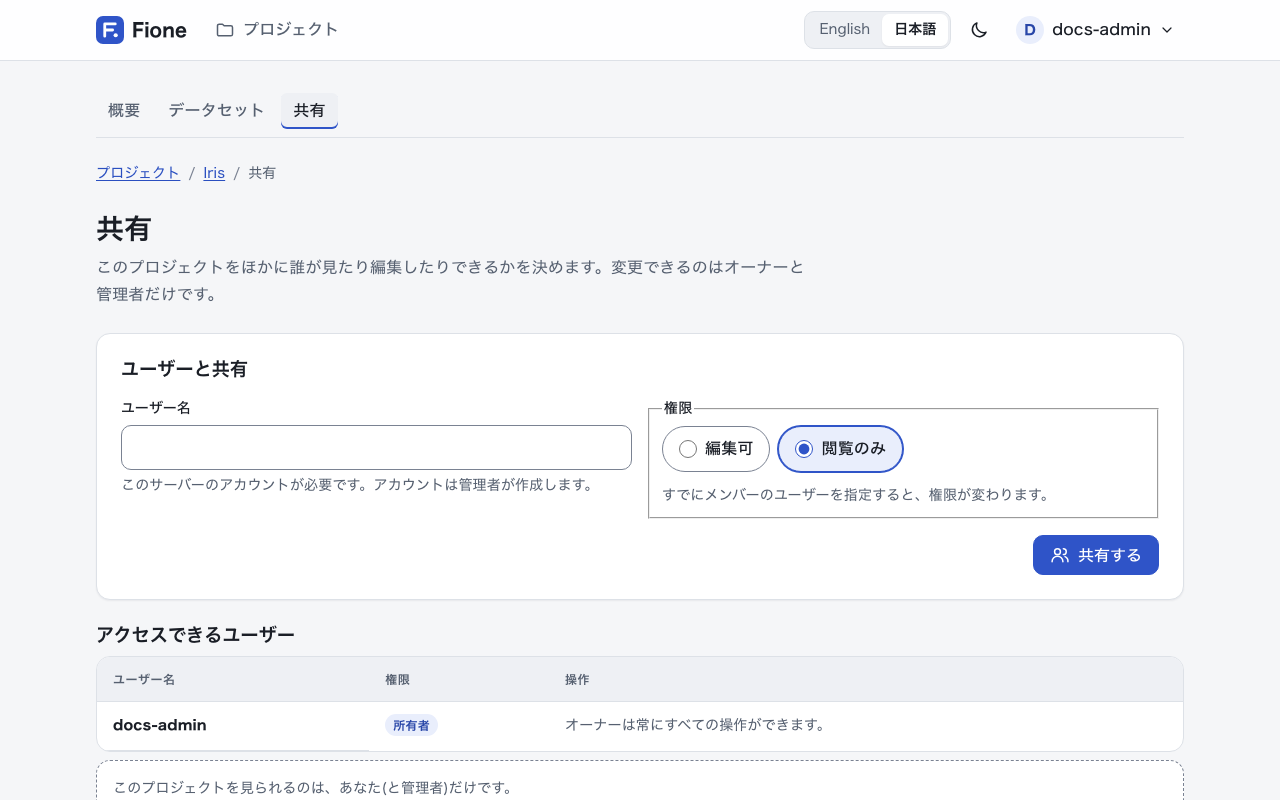 Fione
プロジェクト
English
日本語
D
docs-admin
概要
データセット
共有
プロジェクト / Iris / 共有
共有
このプロジェクトをほかに誰が見たり編集したりできるかを決めます。変更できるのはオーナーと
管理者だけです。
ユーザーと共有
ユーザー名
このサーバーのアカウントが必要です。アカウントは管理者が作成します。
権限
編集可
閲覧のみ
すでにメンバーのユーザーを指定すると、権限が変わります。
共有する
アクセスできるユーザー
ユーザー名 権限 操作
docs-admin 所有者 オーナーは常にすべての操作ができます。
このプロジェクトを見られるのは、あなた(と管理者)だけです。